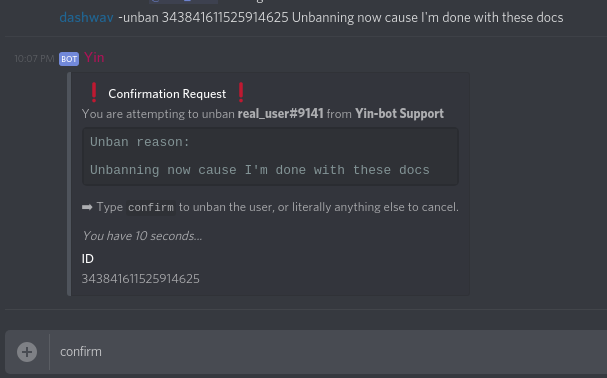 dashwav -unban 343841611525914625 Unbanning now cause I'm done with these docs
10:07 PM BOT Yin
❗ Confirmation Request ❗
You are attempting to unban real_user#9141 from Yin-bot Support
Unban reason:
Unbanning now cause I'm done with these docs
➡ Type confirm to unban the user, or literally anything else to cancel.
You have 10 seconds...
ID
343841611525914625
confirm